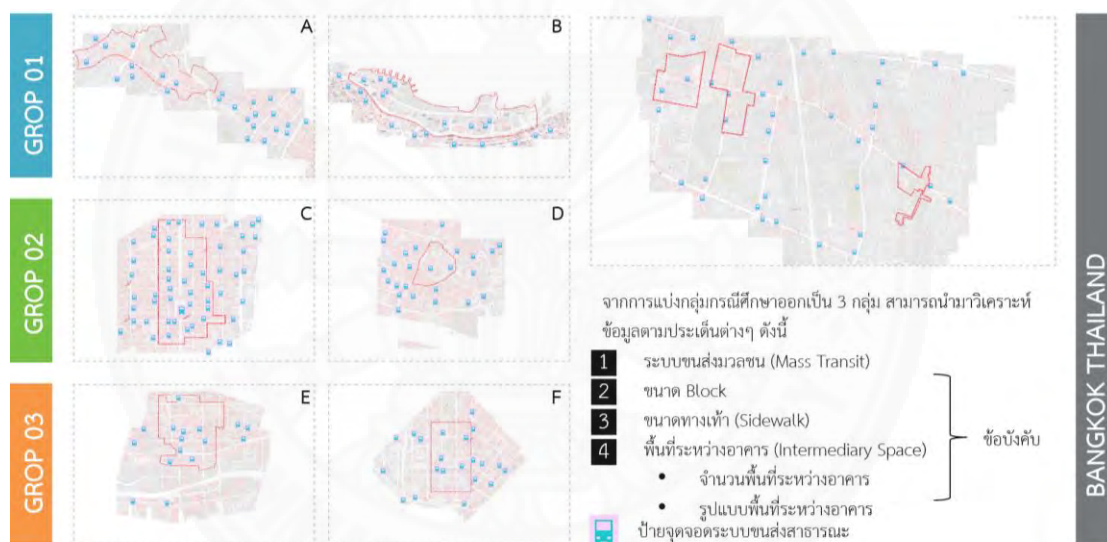 GROP 01
A
B
GROP 02
C
D
GROP 03
E
F
จากการแบ่งกลุ่มกรณีศึกษาออกเป็น 3 กลุ่ม สามารถนำมาวิเคราะห์
ข้อมูลตามประเด็นต่างๆ ดังนี้
1 ระบบขนส่งมวลชน (Mass Transit)
2 ขนาด Block
3 ขนาดทางเท้า (Sidewalk)
4 พื้นที่ระหว่างอาคาร (Intermediary Space)
• จำนวนพื้นที่ระหว่างอาคาร
• รูปแบบพื้นที่ระหว่างอาคาร
ข้อบังคับ
ป้ายจุดจอดระบบขนส่งสาธารณะ
BANGKOK THAILAND